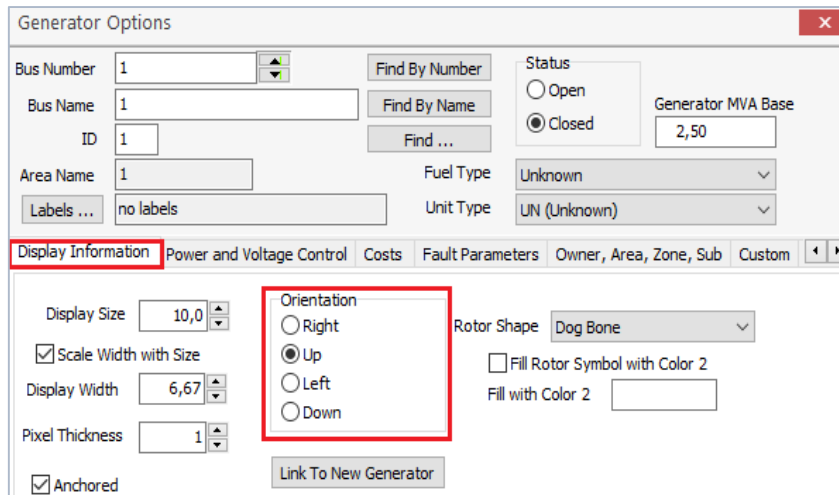 Generator Options
Bus Number 1 Find By Number
Status
Open
Closed
Bus Name 1 Find By Name
Generator MVA Base
2,50
ID 1 Find ...
Area Name 1
Fuel Type Unknown
Labels ... no labels
Unit Type UN (Unknown)
Display Information Power and Voltage Control Costs Fault Parameters Owner, Area, Zone, Sub Custom
Display Size 10,0
Scale Width with Size
Display Width 6,67
Pixel Thickness 1
Anchored
Orientation
Right
Up
Left
Down
Link To New Generator
Rotor Shape Dog Bone
Fill Rotor Symbol with Color 2
Fill with Color 2